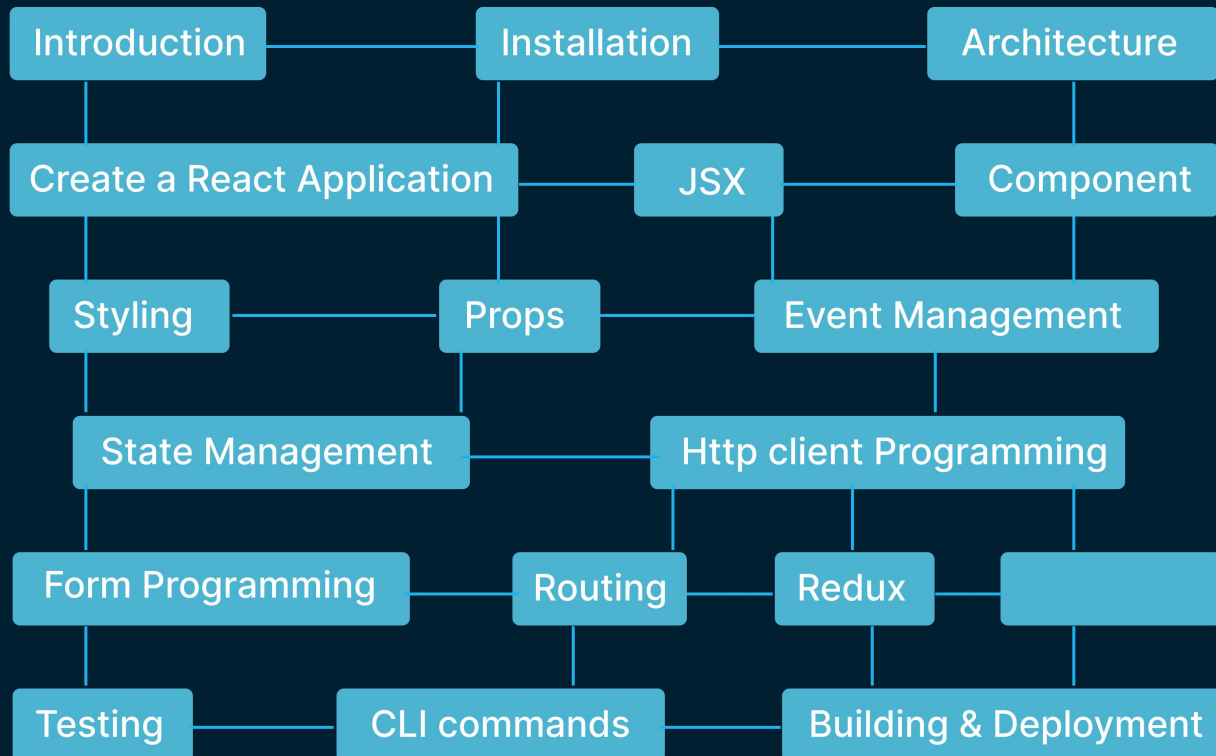 Introduction
Installation
Architecture
Create a React Application
JSX
Component
Styling
Props
Event Management
State Management
Http client Programming
Form Programming
Routing
Redux
Testing
CLI commands
Building & Deployment